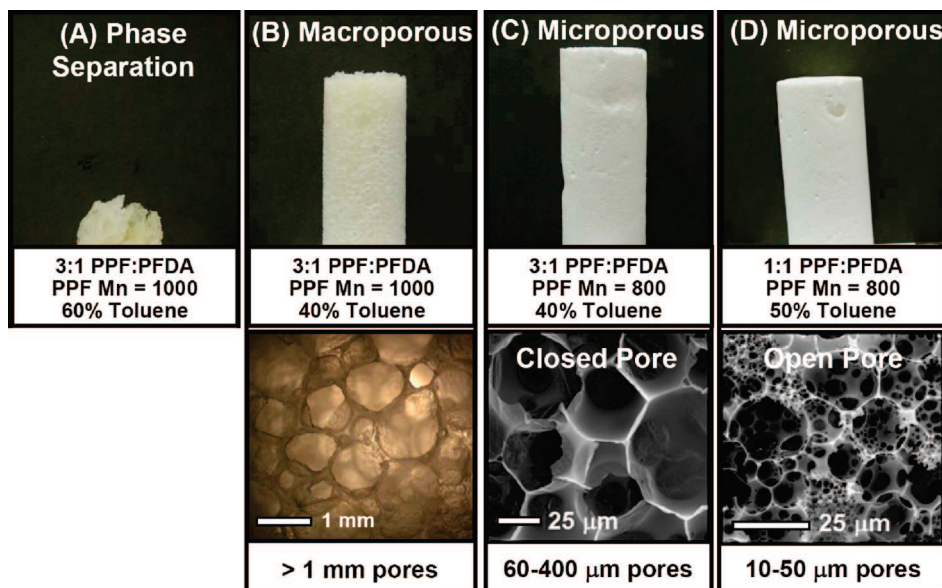 (A) Phase
Separation
3:1 PPF:PFDA
PPF Mn = 1000
60% Toluene
(B) Macroporous
3:1 PPF:PFDA
PPF Mn = 1000
40% Toluene
1 mm
> 1 mm pores
(C) Microporous
3:1 PPF:PFDA
PPF Mn = 800
40% Toluene
Closed Pore
25 μm
60-400 μm pores
(D) Microporous
1:1 PPF:PFDA
PPF Mn = 800
50% Toluene
Open Pore
25 μm
10-50 μm pores